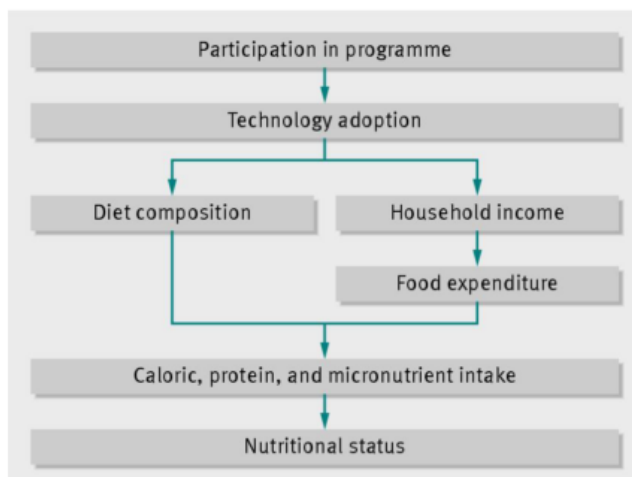 Participation in programme
Technology adoption
Diet composition
Household income
Food expenditure
Caloric, protein, and micronutrient intake
Nutritional status